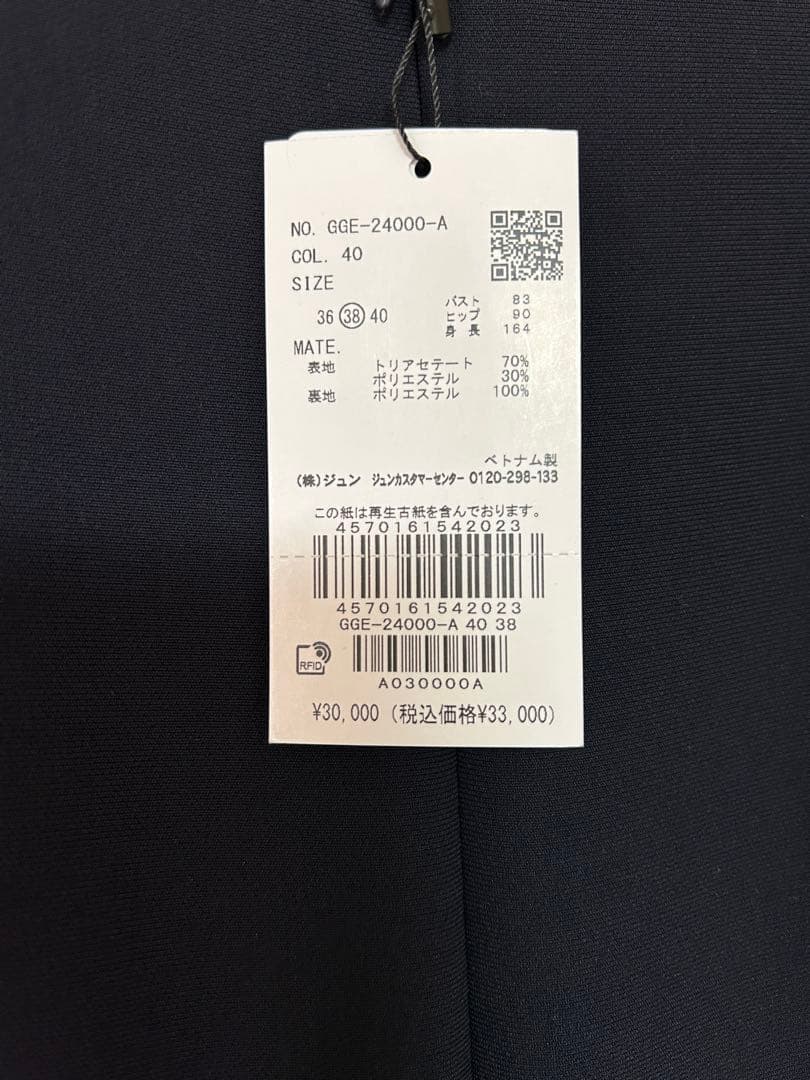 NO. GGE-24000-A
COL. 40
SIZE
36 38 40
バスト 83
ヒップ 90
身長 164
MATE.
表地 トリアセテート 70%
ポリエステル 30%
裏地 ポリエステル 100%
ベトナム製
(株)ジュン ジュンカスタマーセンター 0120-298-133
この紙は再生古紙を含んでおります。
4570161542023
4570161542023
GGE-24000-A 40 38
RFID
A030000A
¥30,000 (税込価格¥33,000)